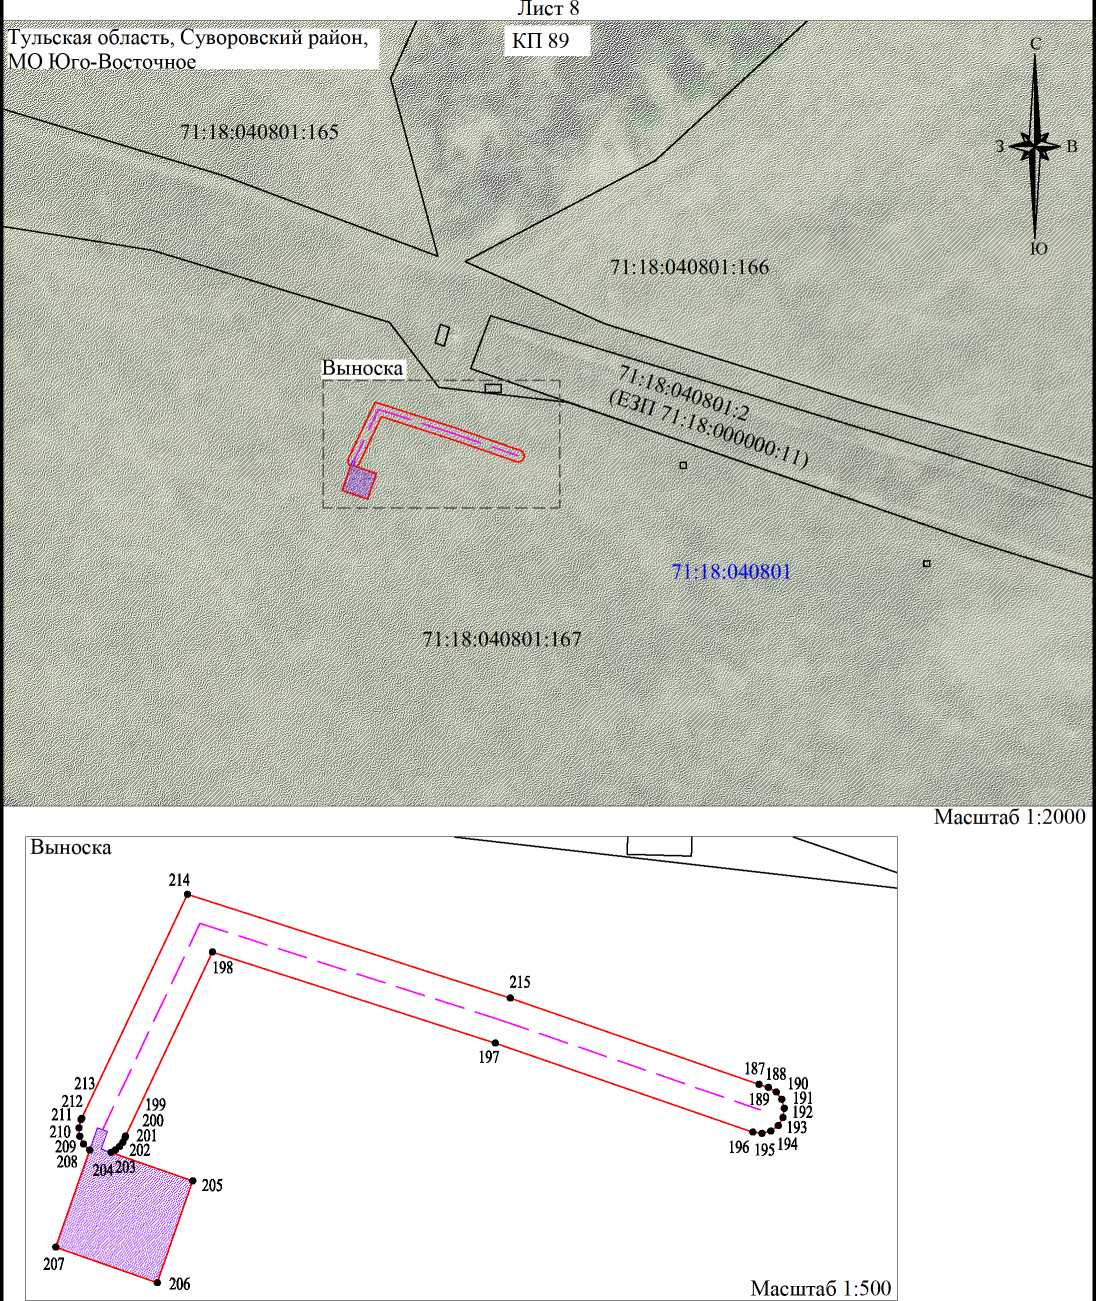 Лист 8
Тульская область, Суворовский район,
МО Юго-Восточное
КП 89
С
З
В
Ю
71:18:040801:165
71:18:040801:166
Выноска
71:18:040801:2
(ЕЗП 71:18:000000:11)
71:18:040801
71:18:040801:167
Масштаб 1:2000
Выноска
214
198
215
197
187
188
189
190
191
192
193
194
195
196
213
212
211
210
209
208
199
200
201
202
203
204
205
207
206
Масштаб 1:500